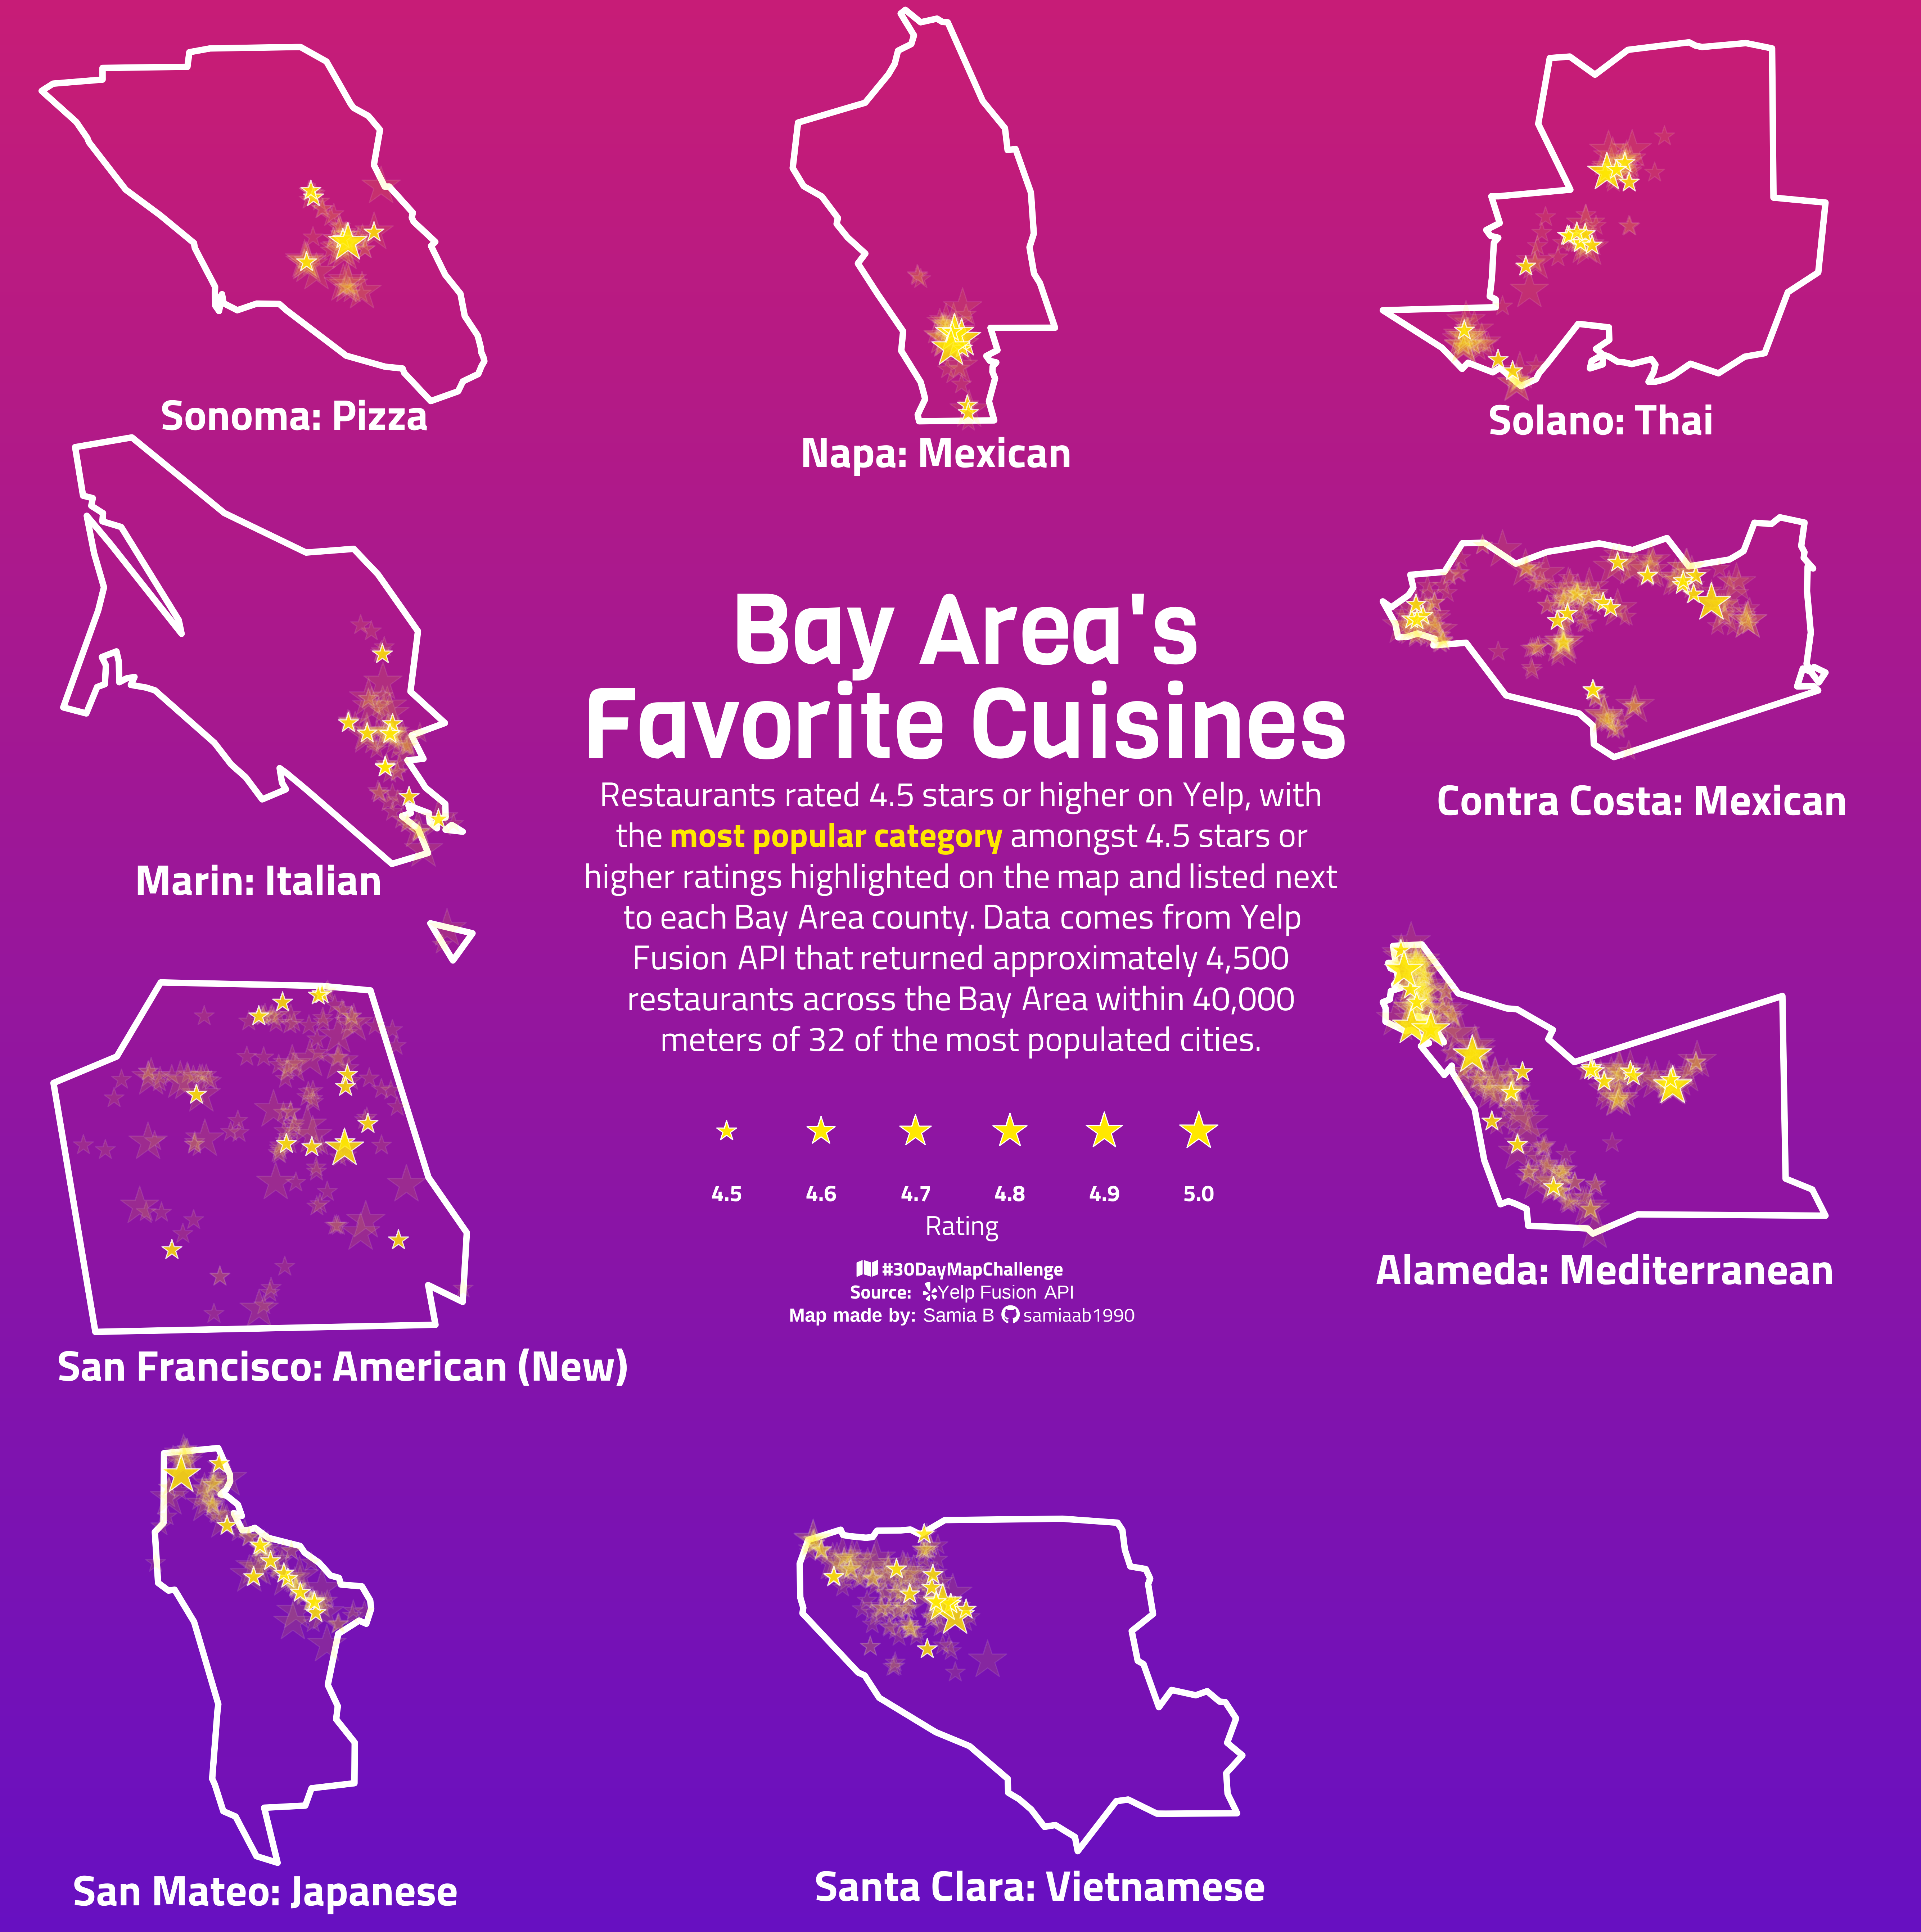 Sonoma: Pizza
Napa: Mexican
Solano: Thai
Marin: Italian
Bay Area's
Favorite Cuisines
Restaurants rated 4.5 stars or higher on Yelp, with
the most popular category amongst 4.5 stars or
higher ratings highlighted on the map and listed next
to each Bay Area county. Data comes from Yelp
Fusion API that returned approximately 4,500
restaurants across the Bay Area within 40,000
meters of 32 of the most populated cities.
Contra Costa: Mexican
4.5 4.6 4.7 4.8 4.9 5.0
Rating
#30DayMapChallenge
Source: Yelp Fusion API
Map made by: Samia B samiaab1990
Alameda: Mediterranean
San Francisco: American (New)
San Mateo: Japanese
Santa Clara: Vietnamese